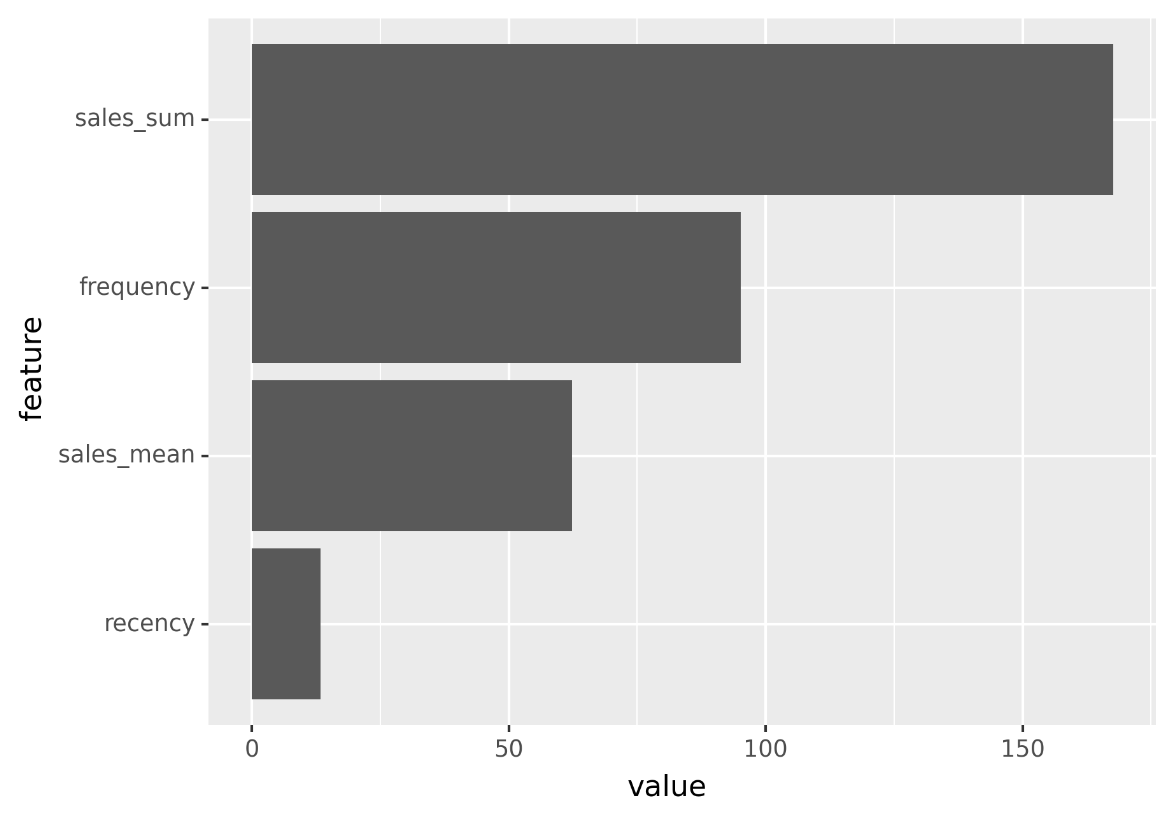 sales_sum
frequency
sales_mean
recency
feature
0 50 100 150
value